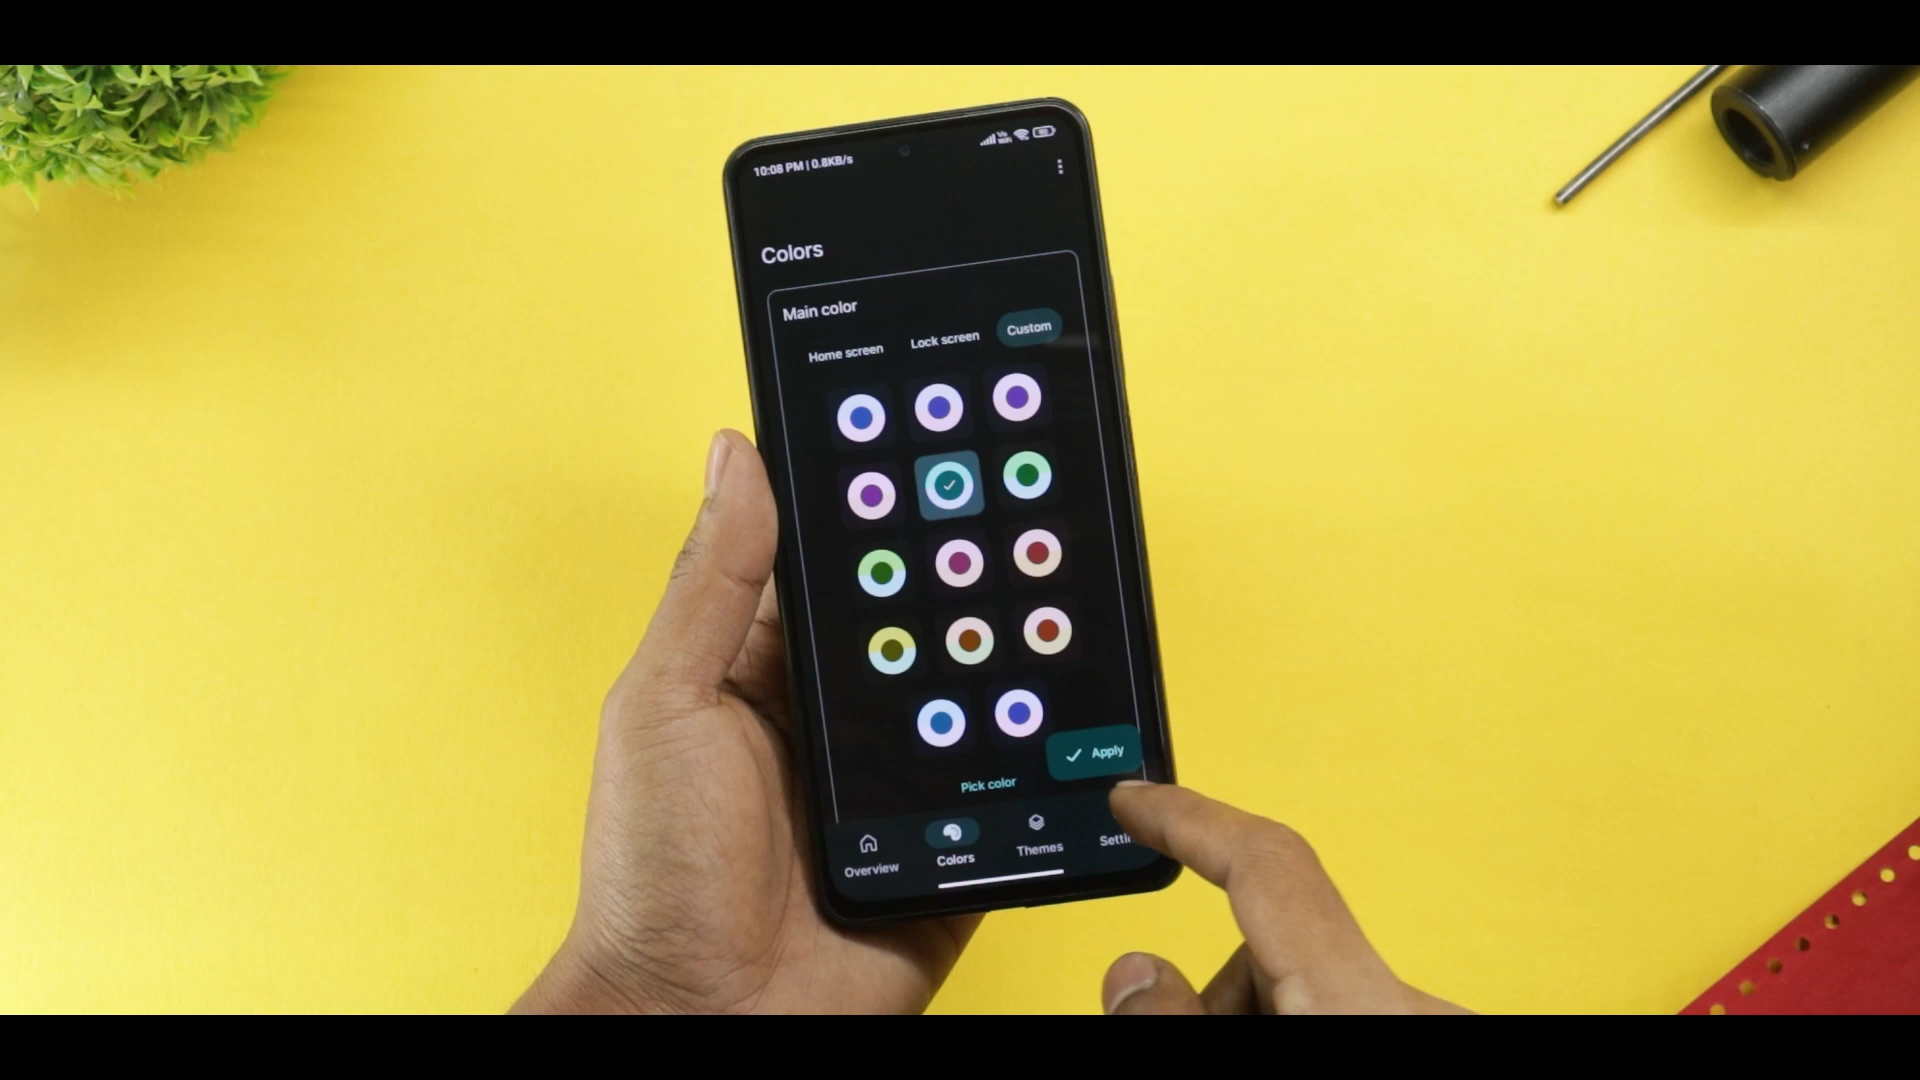 10:08 PM | 0.8KB/s
Colors
Main color
Home screen
Lock screen
Custom
Apply
Pick color
Overview
Colors
Themes
Setti